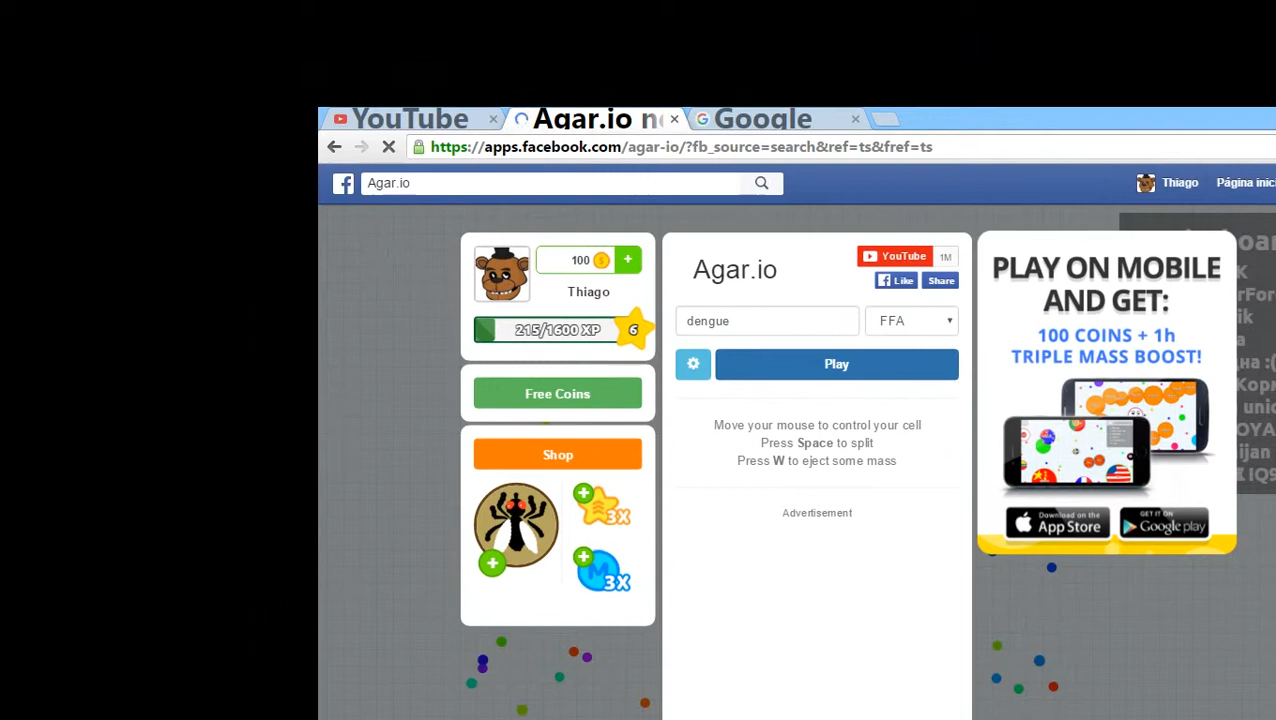 YouTube
Agar.io
Google
https://apps.facebook.com/agar-io/?fb_source=search&ref=ts&fref=ts
Agar.io
Thiago
Página inici
100
Thiago
215/1600 XP
6
Free Coins
Shop
3X
M
3X
Agar.io
YouTube
1M
Like
Share
dengue
FFA
Play
Move your mouse to control your cell
Press Space to split
Press W to eject some mass
Advertisement
PLAY ON MOBILE
AND GET:
100 COINS + 1h
TRIPLE MASS BOOST!
Download on the
App Store
GET IT ON
Google play